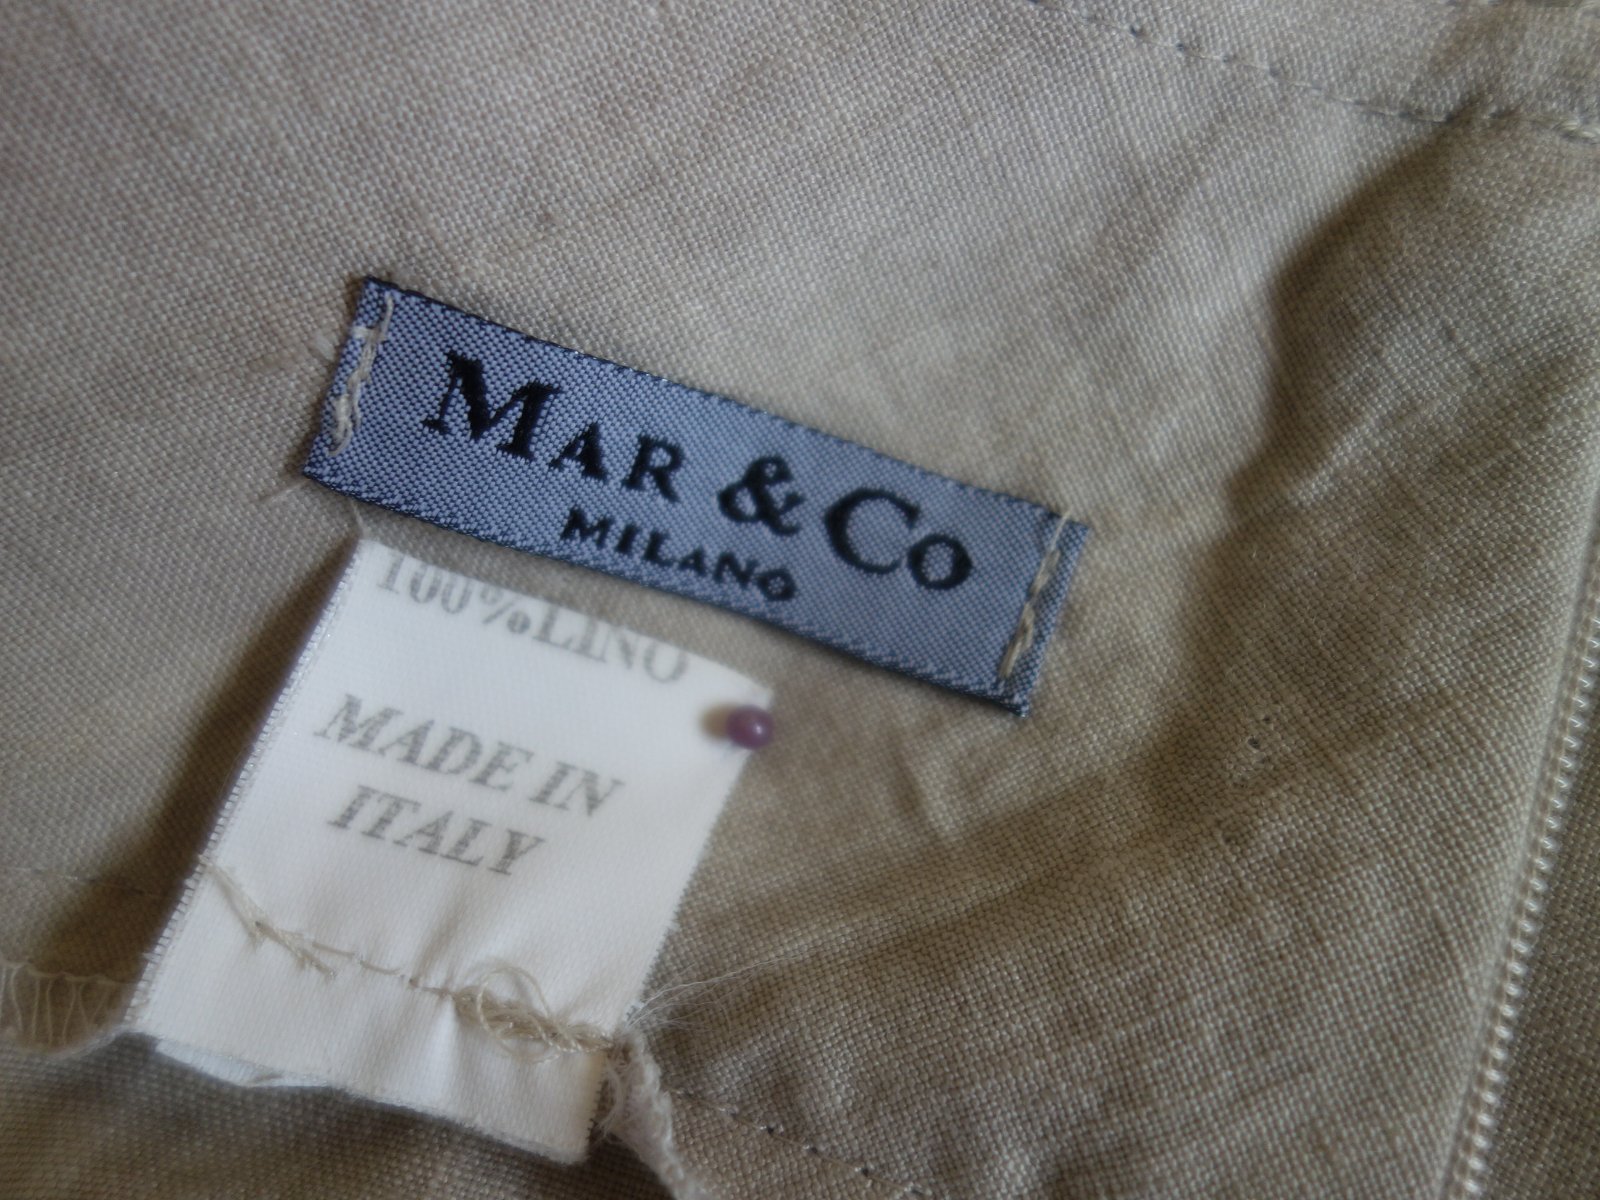 MAR & CO
MILANO
100% LINO
MADE IN
ITALY